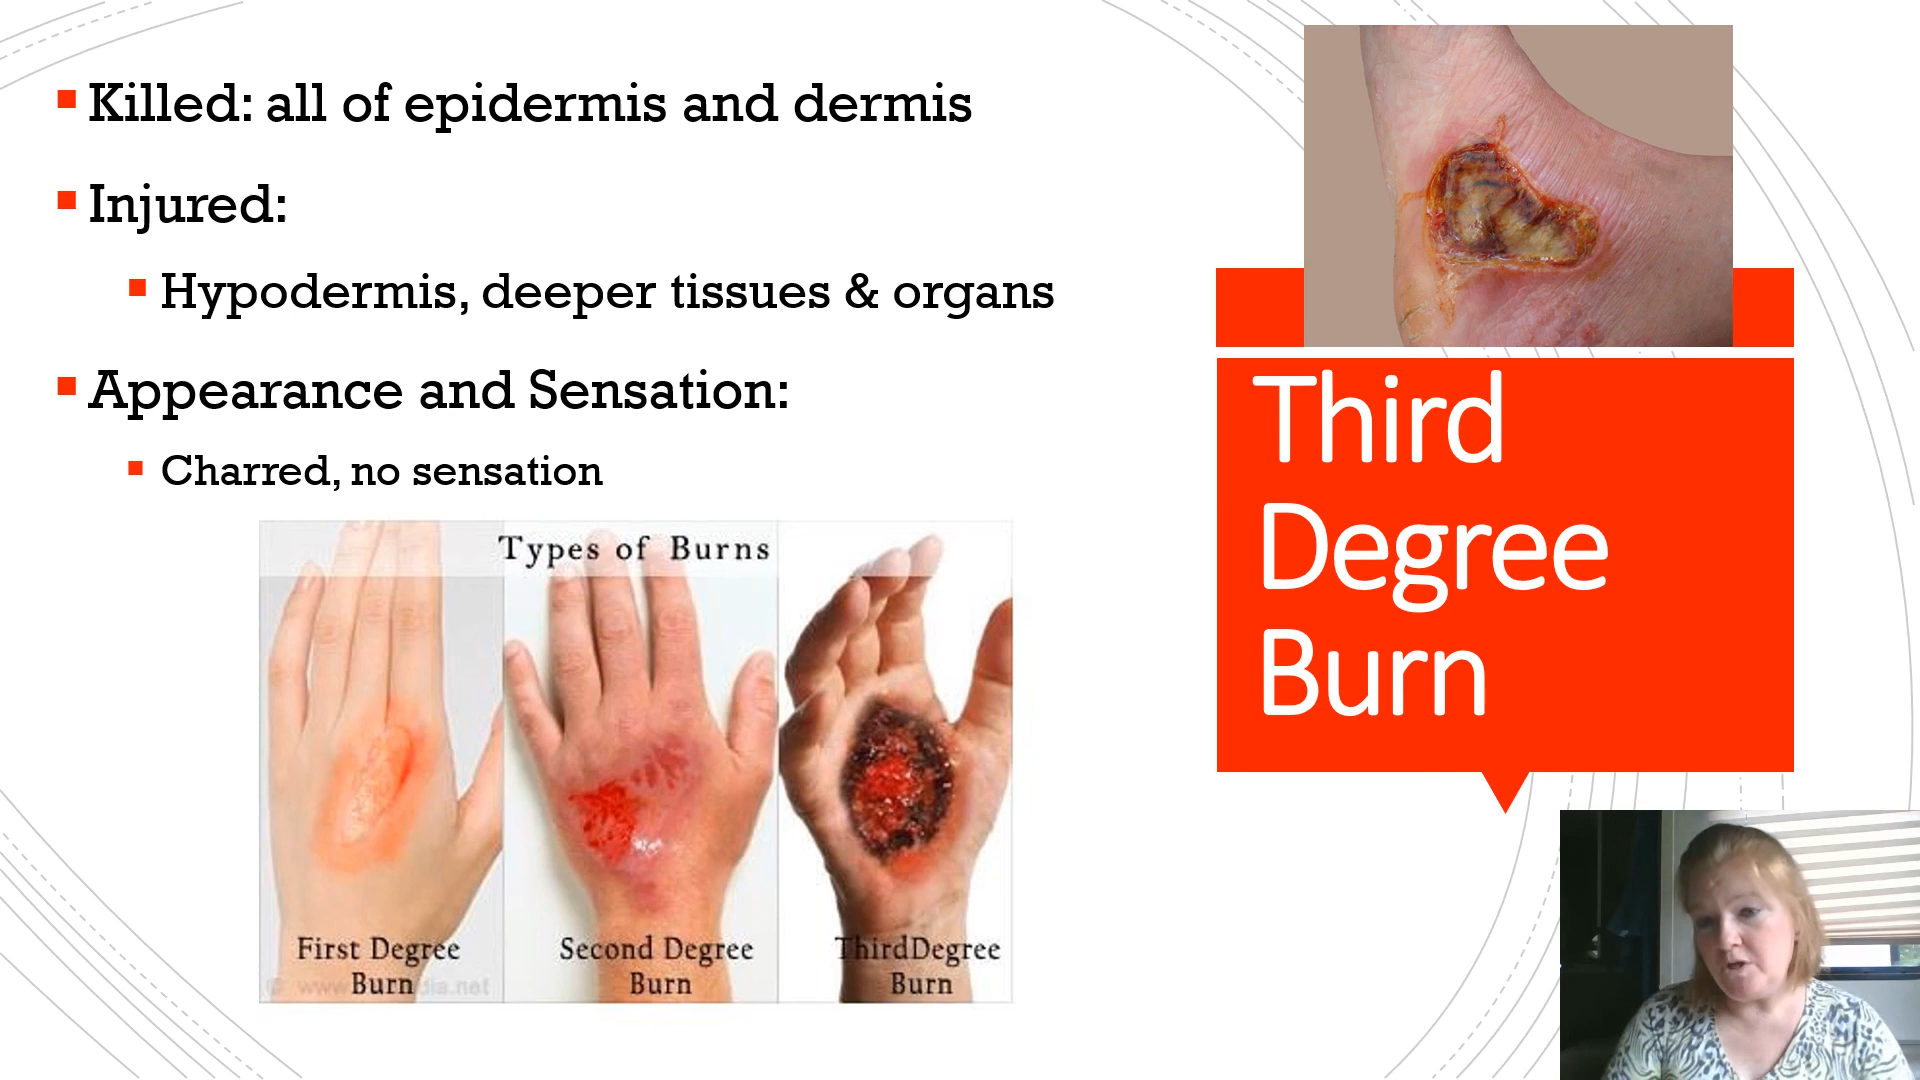 Killed: all of epidermis and dermis
Injured:
Hypodermis, deeper tissues & organs
Appearance and Sensation:
Charred, no sensation
Types of Burns
First Degree
Burn
Second Degree
Burn
ThirdDegree
Burn
Third
Degree
Burn